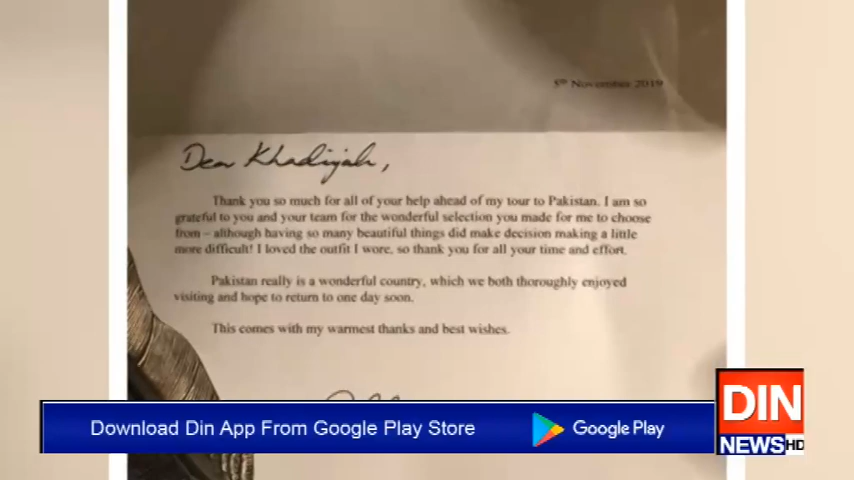 5th November 2019
Dear Khadijah,
Thank you so much for all of your help ahead of my tour to Pakistan. I am so
grateful to you and your team for the wonderful selection you made for me to choose
from – although having so many beautiful things did make decision making a little
more difficult! I loved the outfit I wore, so thank you for all your time and effort.
Pakistan really is a wonderful country, which we both thoroughly enjoyed
visiting and hope to return to one day soon.
This comes with my warmest thanks and best wishes.
Download Din App From Google Play Store
Google Play
DIN
NEWS HD